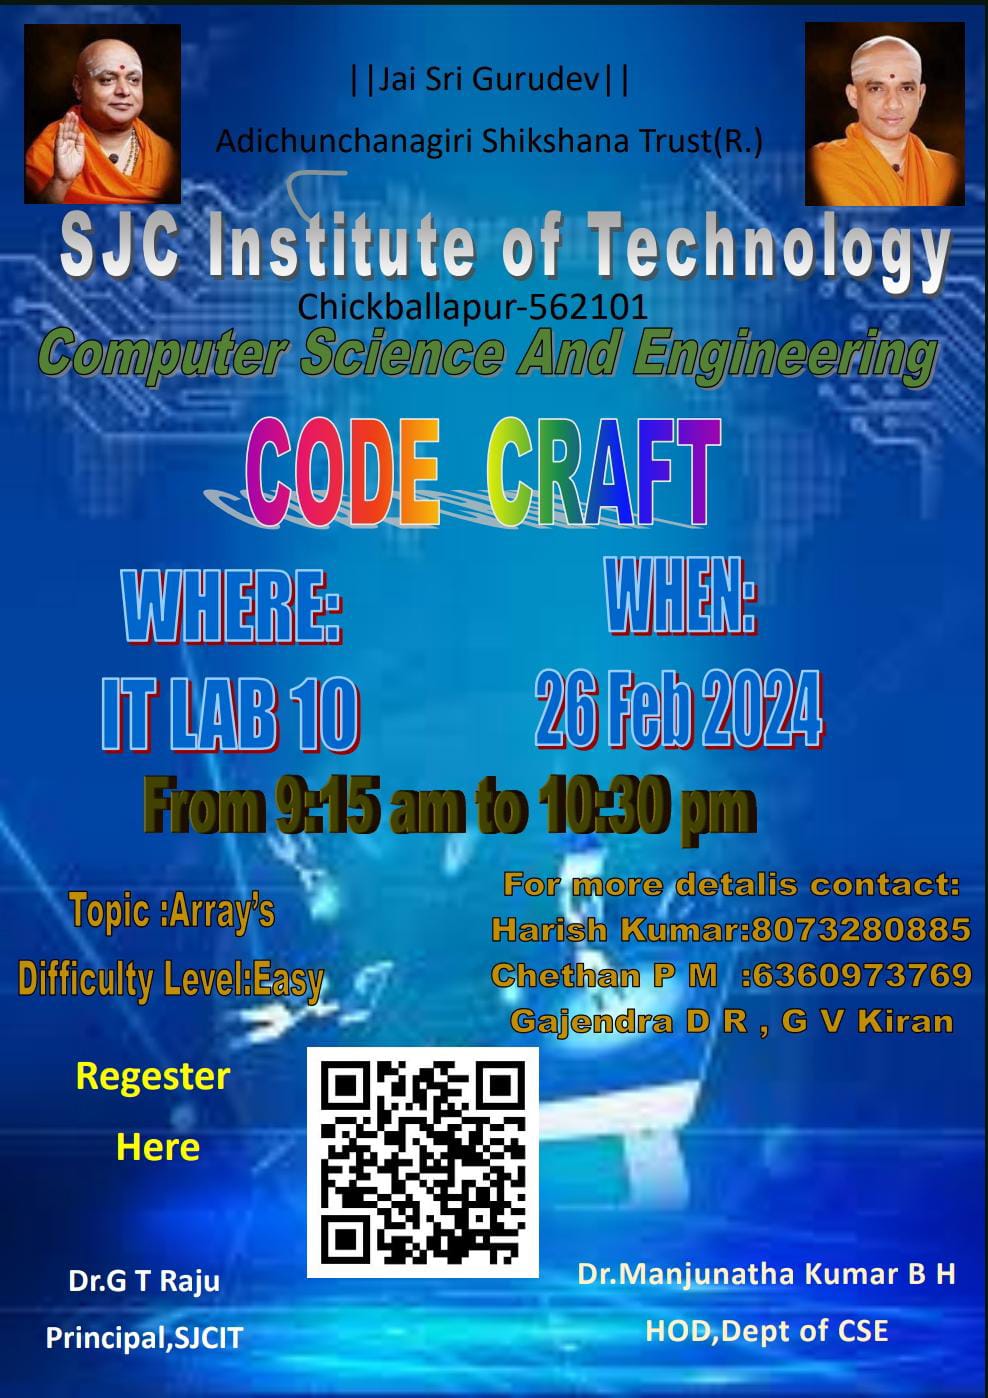 ||Jai Sri Gurudev||
Adichunchanagiri Shikshana Trust(R.)
SJC Institute of Technology
Chickballapur-562101
Computer Science And Engineering
CODE CRAFT
WHERE:
IT LAB 10
WHEN:
26 Feb 2024
From 9:15 am to 10:30 pm
Topic :Array's
Difficulty Level:Easy
For more detalis contact:
Harish Kumar:8073280885
Chethan P M :6360973769
Gajendra D R , G V Kiran
Regester
Here
Dr.G T Raju
Principal,SJCIT
Dr.Manjunatha Kumar B H
HOD,Dept of CSE